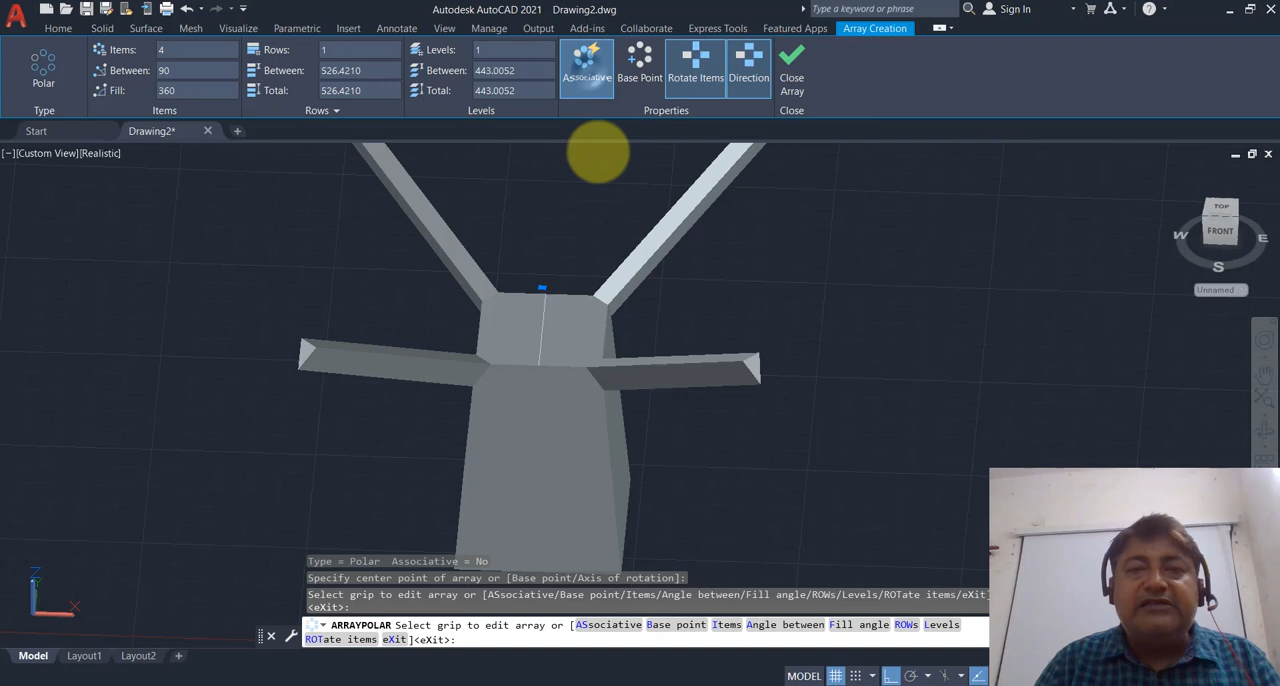 Autodesk AutoCAD 2021 Drawing2.dwg
Type a keyword or phrase
Sign In
Home Solid Surface Mesh Visualize Parametric Insert Annotate View Manage Output Add-ins Collaborate Express Tools Featured Apps Array Creation
Polar
Type
Items: 4
Between: 90
Fill: 360
Items
Rows: 1
Between: 526.4210
Total: 526.4210
Rows
Levels: 1
Between: 443.0052
Total: 443.0052
Levels
Associative Base Point Rotate Items Direction
Properties
Close
Array
Close
Start Drawing2*
[−][Custom View][Realistic]
TOP
FRONT
W
E
S
Unnamed
Z
Y
X
Type = Polar Associative = No
Specify center point of array or [Base point/Axis of rotation]:
Select grip to edit array or [ASsociative/Base point/Items/Angle between/Fill angle/ROWs/Levels/ROTate items/eXit]
<eXit>:
ARRAYPOLAR Select grip to edit array or [ASsociative Base point Items Angle between Fill angle ROWs Levels
ROTate items eXit]<eXit>:
Model Layout1 Layout2
MODEL